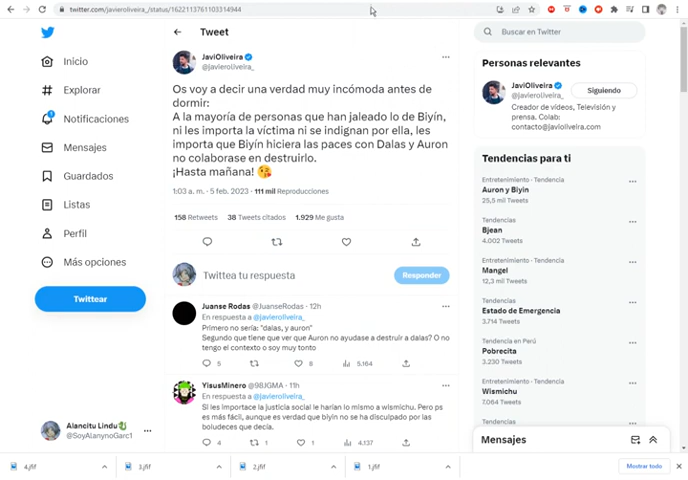 twitter.com/javieroliveira_/status/1622113761103314944
Inicio
Explorar
1
Notificaciones
Mensajes
Guardados
Listas
Perfil
Más opciones
Twittear
Alancitu Lindu
@SoyAlanynoGarc1
Tweet
JaviOliveira
@javieroliveira_
Os voy a decir una verdad muy incómoda antes de
dormir:
A la mayoría de personas que han jaleado lo de Biyín,
ni les importa la víctima ni se indignan por ella, les
importa que Biyín hiciera las paces con Dalas y Auron
no colaborase en destruirlo.
¡Hasta mañana!
1:03 a. m. · 5 feb. 2023 · 111 mil Reproducciones
158 Retweets 38 Tweets citados 1.929 Me gusta
Twittea tu respuesta
Responder
Juanse Rodas @JuanseRodas · 12h
En respuesta a @javieroliveira_
Primero no sería: "dalas, y auron"
Segundo que tiene que ver que Auron no ayudase a destruir a dalas? O no
tengo el contexto o soy muy tonto
5 8 5,164
YisusMinero @98JGMA · 11h
En respuesta a @javieroliveira_
Si les importace la justicia social le harían lo mismo a wismichu. Pero ps
es más fácil, aunque es verdad que biyin no se ha disculpado por las
boludeces que decía.
4 1 1 4,137
Buscar en Twitter
Personas relevantes
JaviOliveira
@javieroliveira_
Siguiendo
Creador de vídeos, Televisión y
prensa. Colab:
contacto@javioliveira.com
Tendencias para ti
Entretenimiento · Tendencia
Auron y Biyin
25,5 mil Tweets
Tendencias
Bjean
4.002 Tweets
Entretenimiento · Tendencia
Mangel
12,3 mil Tweets
Tendencias
Estado de Emergencia
3.714 Tweets
Tendencia en Perú
Pobrecita
3.230 Tweets
Entretenimiento · Tendencia
Wismichu
7.064 Tweets
Tendencias
Mensajes
4.jfif
3.jfif
2.jfif
1.jfif
Mostrar todo